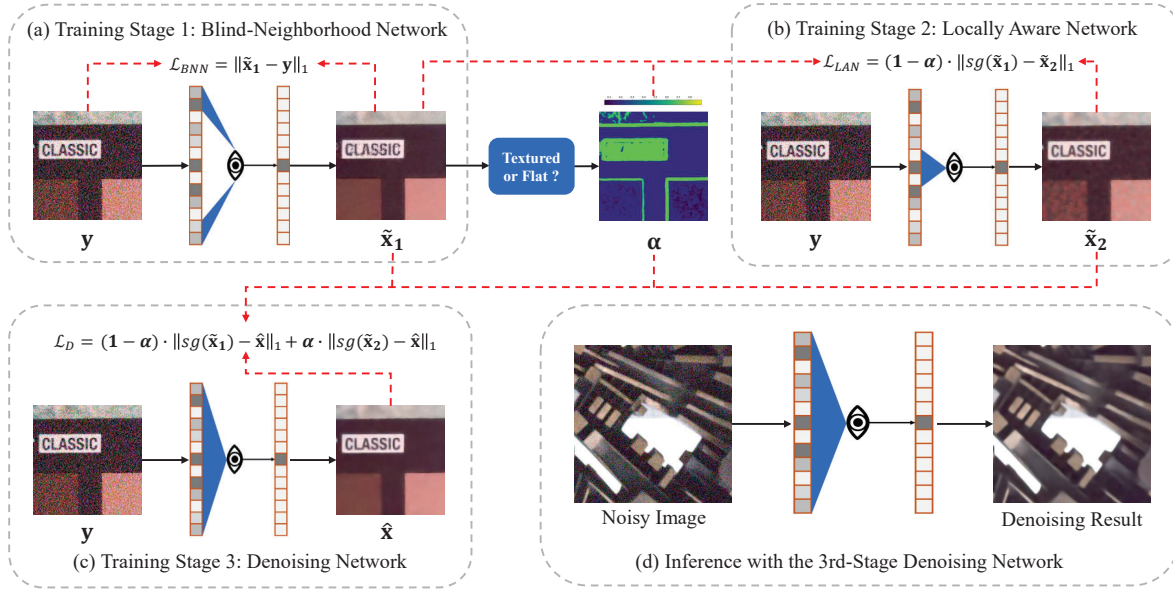 (a) Training Stage 1: Blind-Neighborhood Network
ℒ_BNN = ‖x̃₁ − y‖₁
CLASSIC
CLASSIC
y
x̃₁
Textured
or Flat ?
α
(b) Training Stage 2: Locally Aware Network
ℒ_LAN = (1 − α) · ‖sg(x̃₁) − x̃₂‖₁
CLASSIC
CLASSIC
y
x̃₂
ℒ_D = (1 − α) · ‖sg(x̃₁) − x̂‖₁ + α · ‖sg(x̃₂) − x̂‖₁
CLASSIC
CLASSIC
y
x̂
(c) Training Stage 3: Denoising Network
Noisy Image
Denoising Result
(d) Inference with the 3rd-Stage Denoising Network